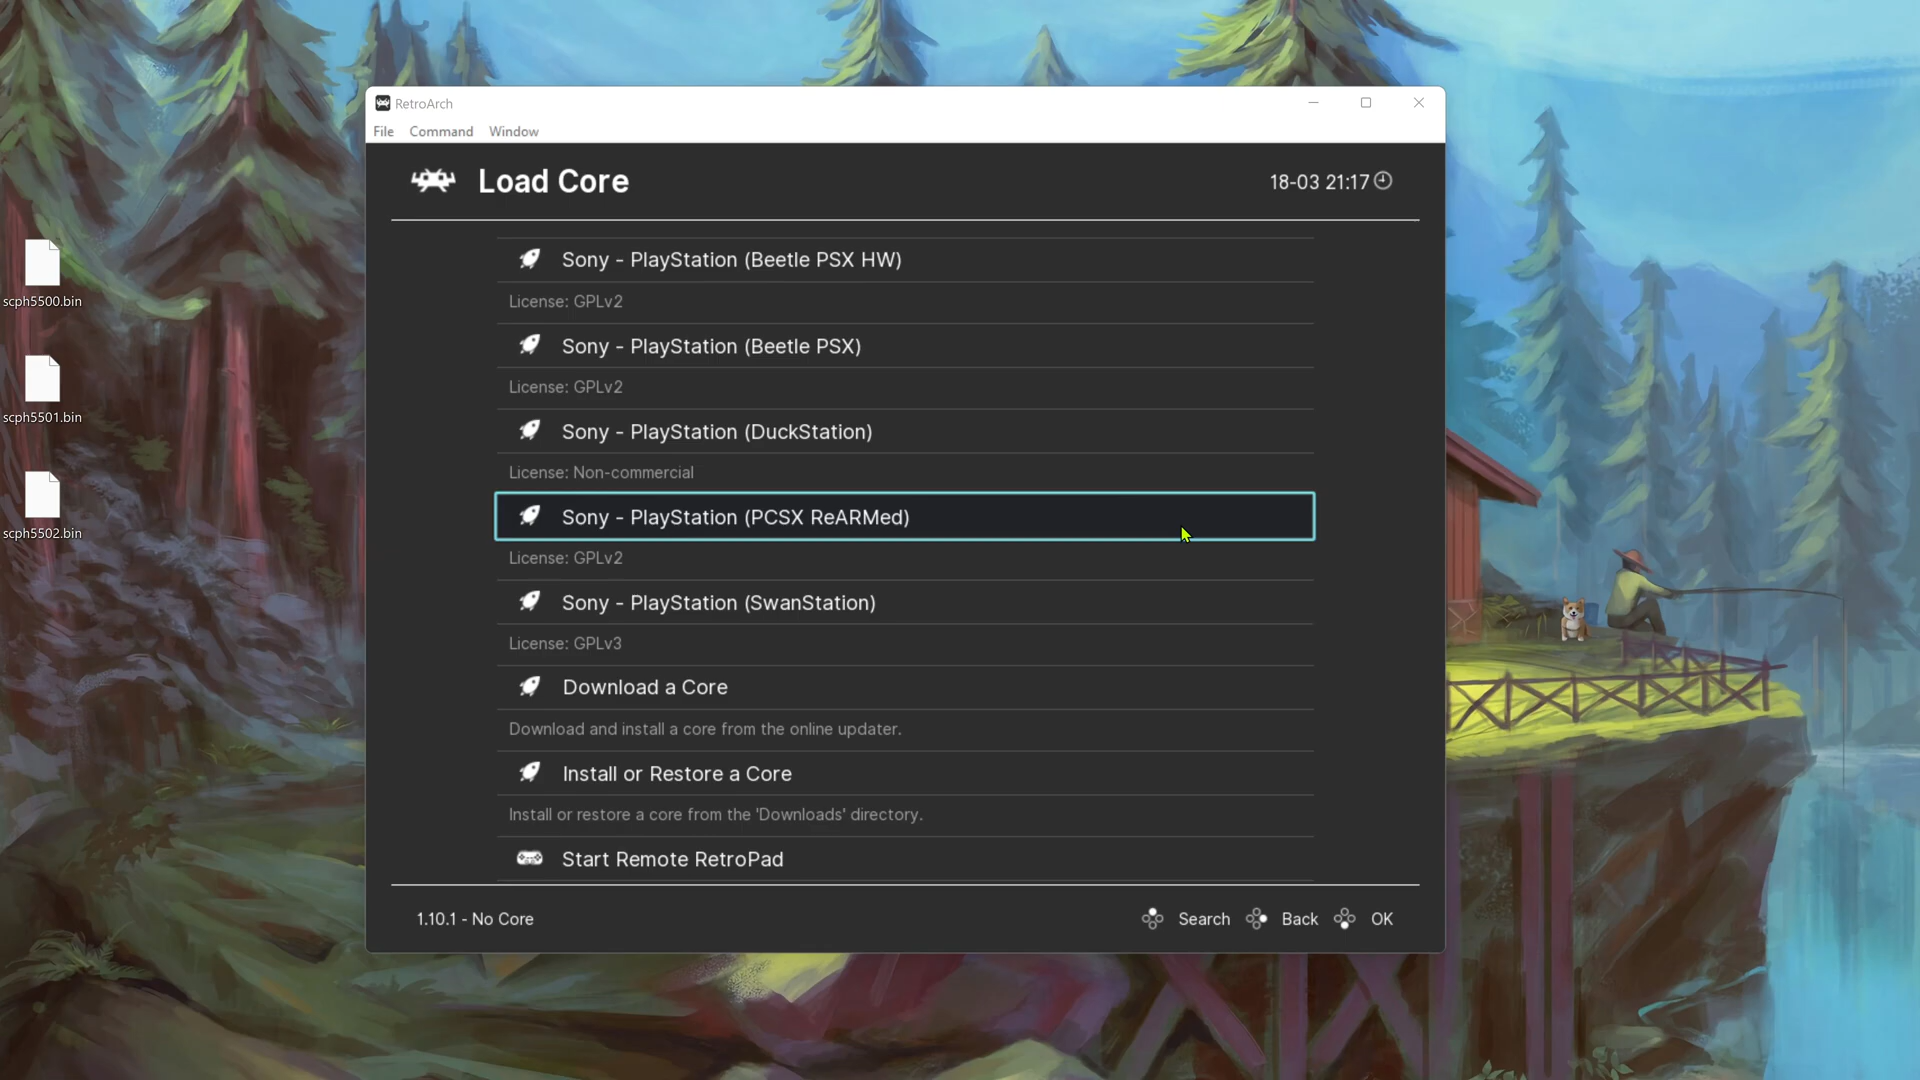 RetroArch
File Command Window
Load Core
18-03 21:17
Sony - PlayStation (Beetle PSX HW)
License: GPLv2
Sony - PlayStation (Beetle PSX)
License: GPLv2
Sony - PlayStation (DuckStation)
License: Non-commercial
Sony - PlayStation (PCSX ReARMed)
License: GPLv2
Sony - PlayStation (SwanStation)
License: GPLv3
Download a Core
Download and install a core from the online updater.
Install or Restore a Core
Install or restore a core from the 'Downloads' directory.
Start Remote RetroPad
1.10.1 - No Core
Search Back OK
scph5500.bin
scph5501.bin
scph5502.bin